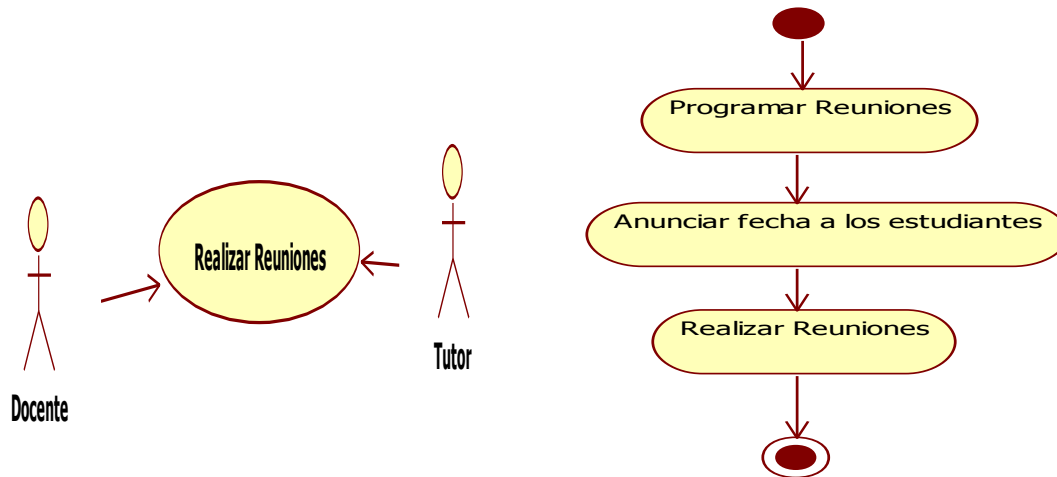 Realizar Reuniones
Docente
Tutor
Programar Reuniones
Anunciar fecha a los estudiantes
Realizar Reuniones